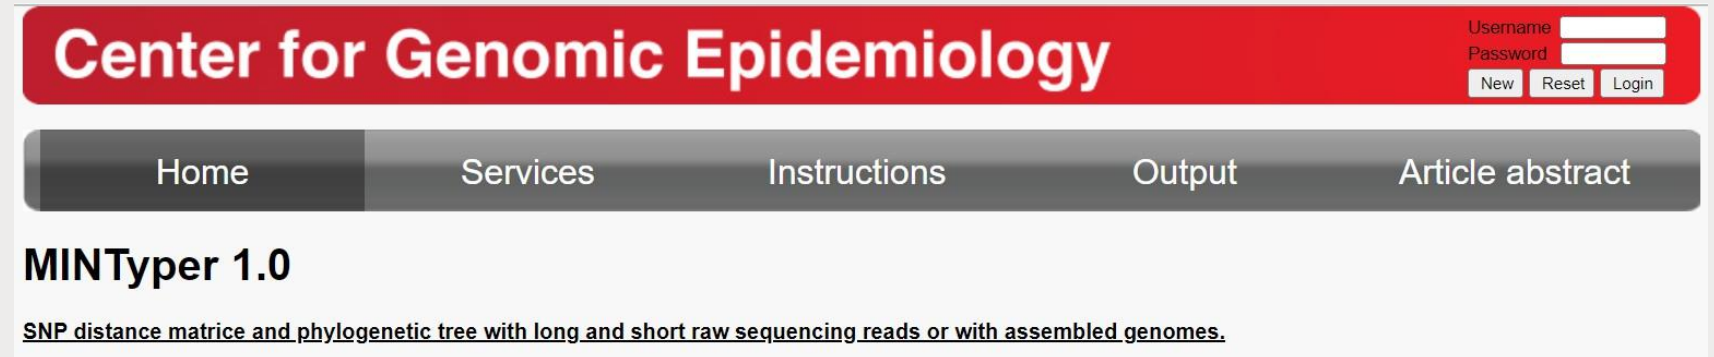 Center for Genomic Epidemiology
Username
Password
New Reset Login
Home Services Instructions Output Article abstract
MINTyper 1.0
SNP distance matrice and phylogenetic tree with long and short raw sequencing reads or with assembled genomes.